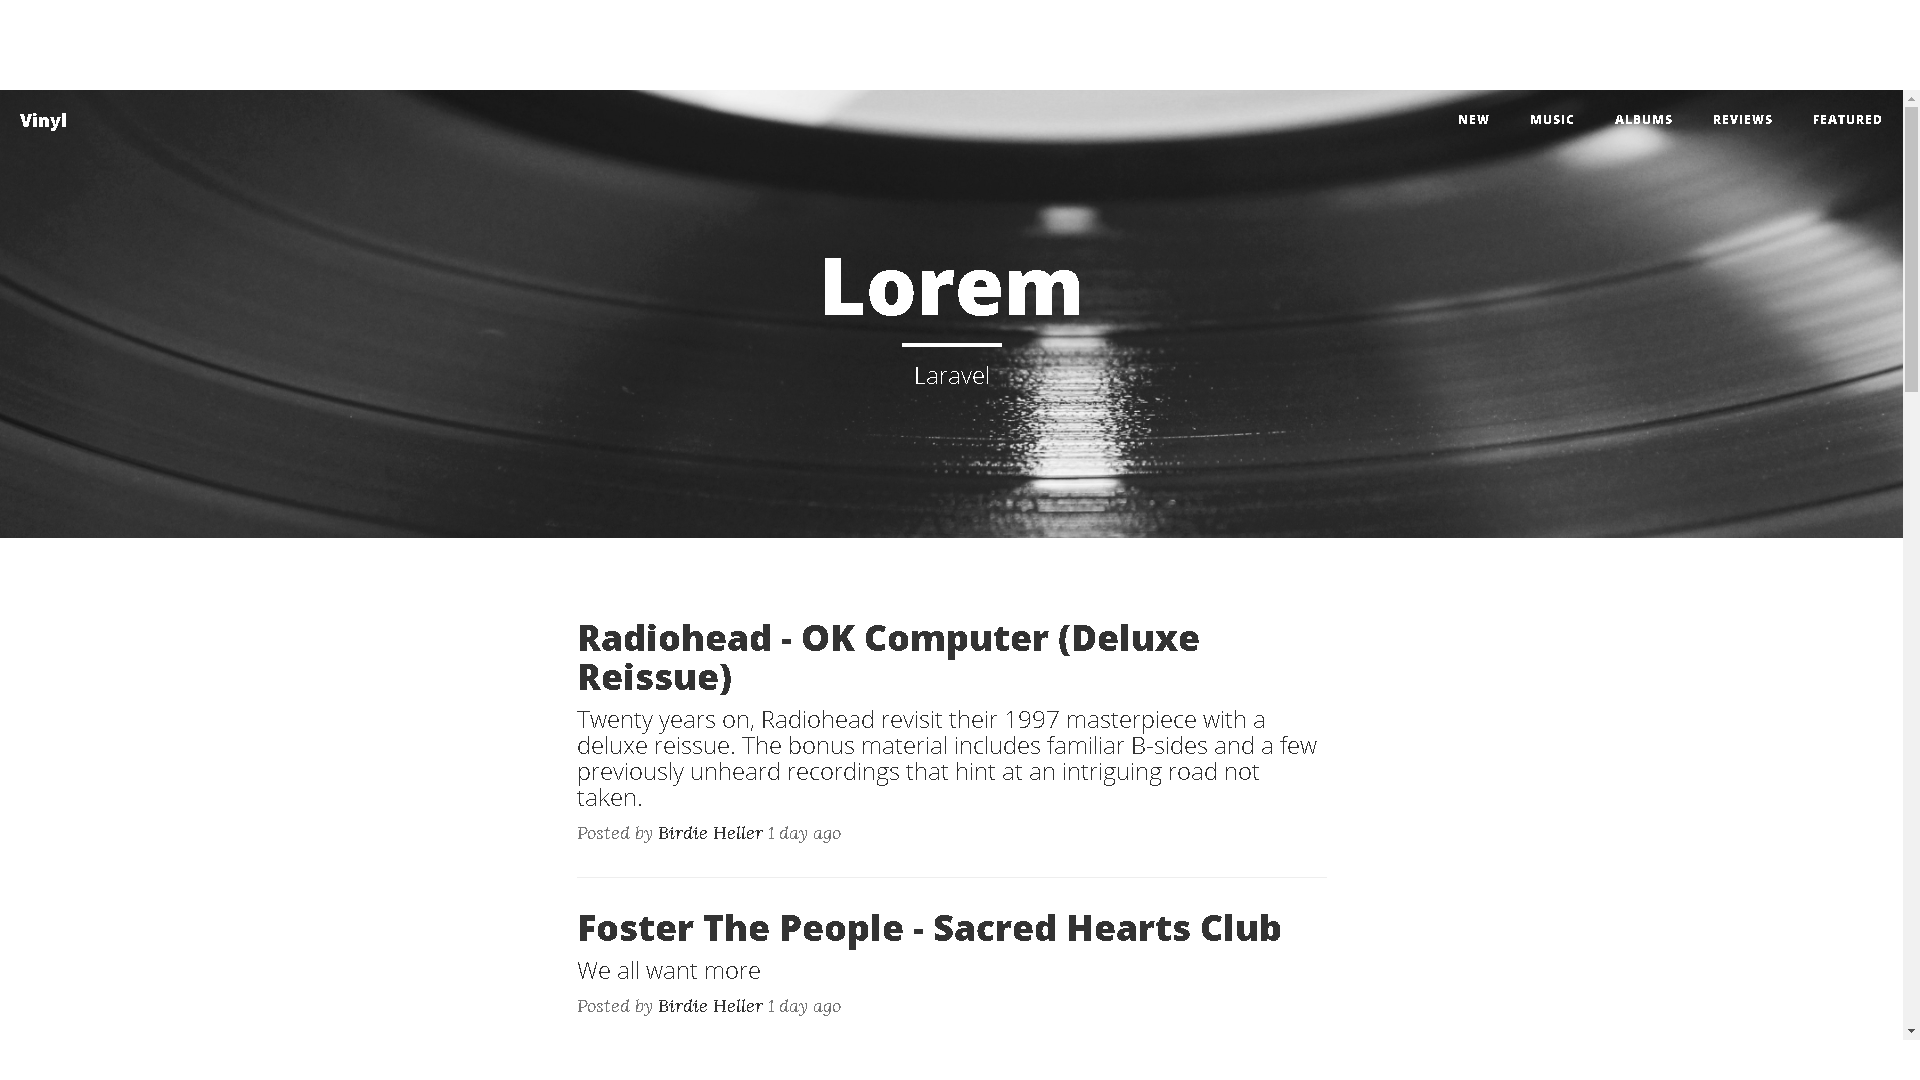 Vinyl
NEW MUSIC ALBUMS REVIEWS FEATURED
Lorem
Laravel
Radiohead - OK Computer (Deluxe
Reissue)
Twenty years on, Radiohead revisit their 1997 masterpiece with a
deluxe reissue. The bonus material includes familiar B-sides and a few
previously unheard recordings that hint at an intriguing road not
taken.
Posted by Birdie Heller 1 day ago
Foster The People - Sacred Hearts Club
We all want more
Posted by Birdie Heller 1 day ago